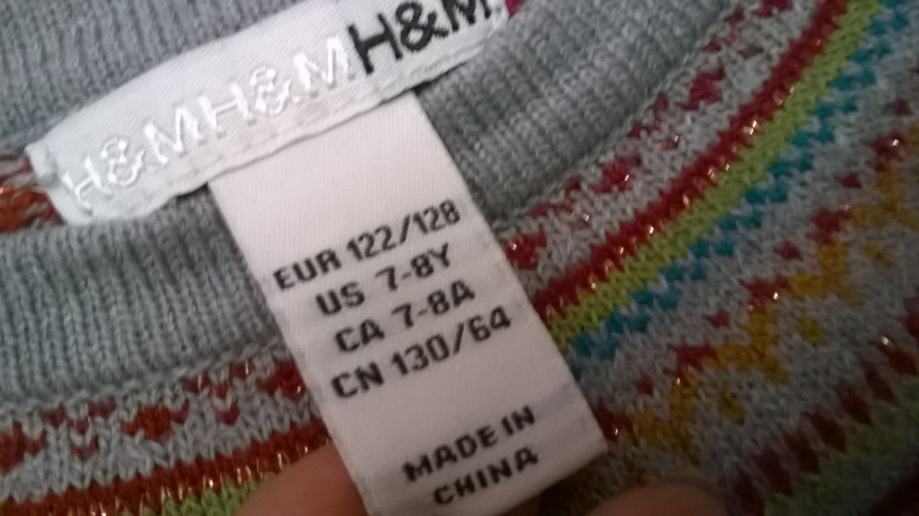 H&MH&MH&M
EUR 122/128
US 7-8Y
CA 7-8A
CN 130/64
MADE IN
CHINA